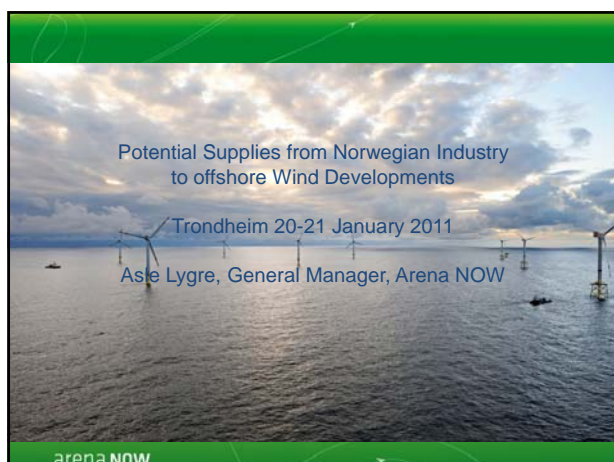 Potential Supplies from Norwegian Industry
to offshore Wind Developments
Trondheim 20-21 January 2011
Asle Lygre, General Manager, Arena NOW
arena NOW